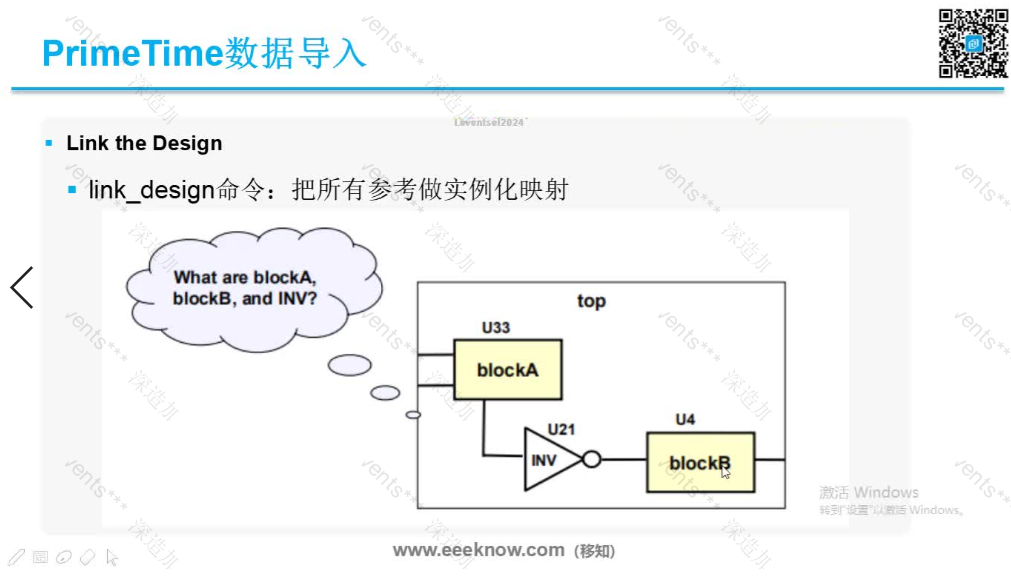 PrimeTime数据导入
Laventsol2024
Link the Design
link_design命令：把所有参考做实例化映射
What are blockA,
blockB, and INV?
top
U33
blockA
U21
INV
U4
blockB
激活 Windows
转到"设置"以激活 Windows。
www.eeeknow.com（移知）